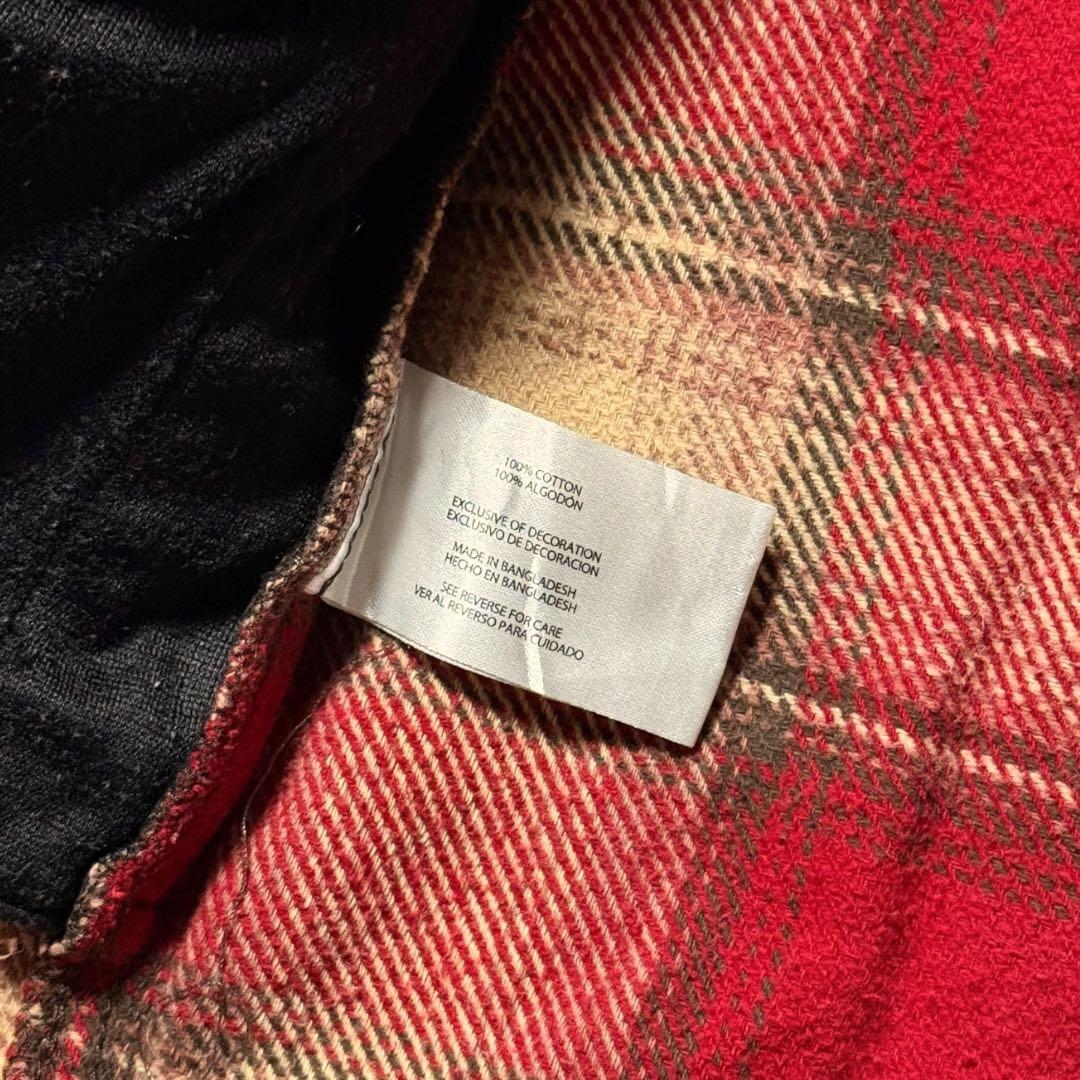 100% COTTON
100% ALGODÓN
EXCLUSIVE OF DECORATION
EXCLUSIVO DE DECORACION
MADE IN BANGLADESH
HECHO EN BANGLADESH
SEE REVERSE FOR CARE
VER AL REVERSO PARA CUIDADO